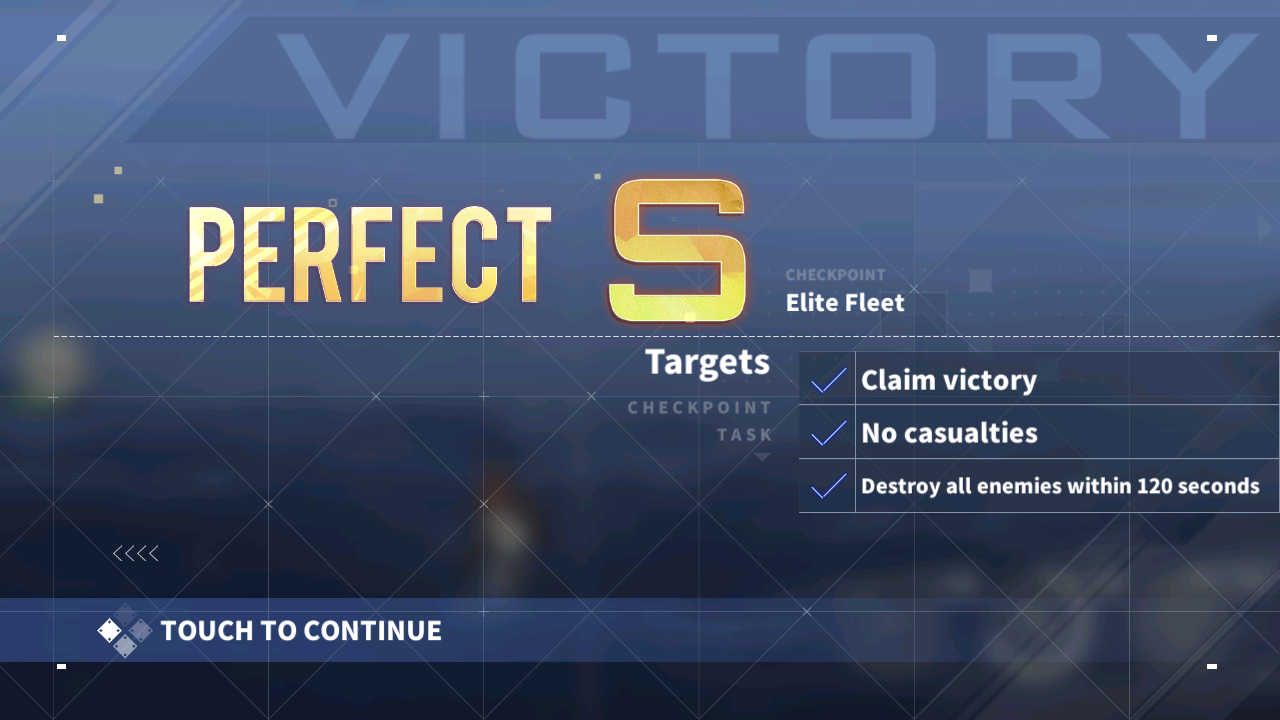 VICTORY
PERFECT S
CHECKPOINT
Elite Fleet
Targets
CHECKPOINT
TASK
Claim victory
No casualties
Destroy all enemies within 120 seconds
TOUCH TO CONTINUE